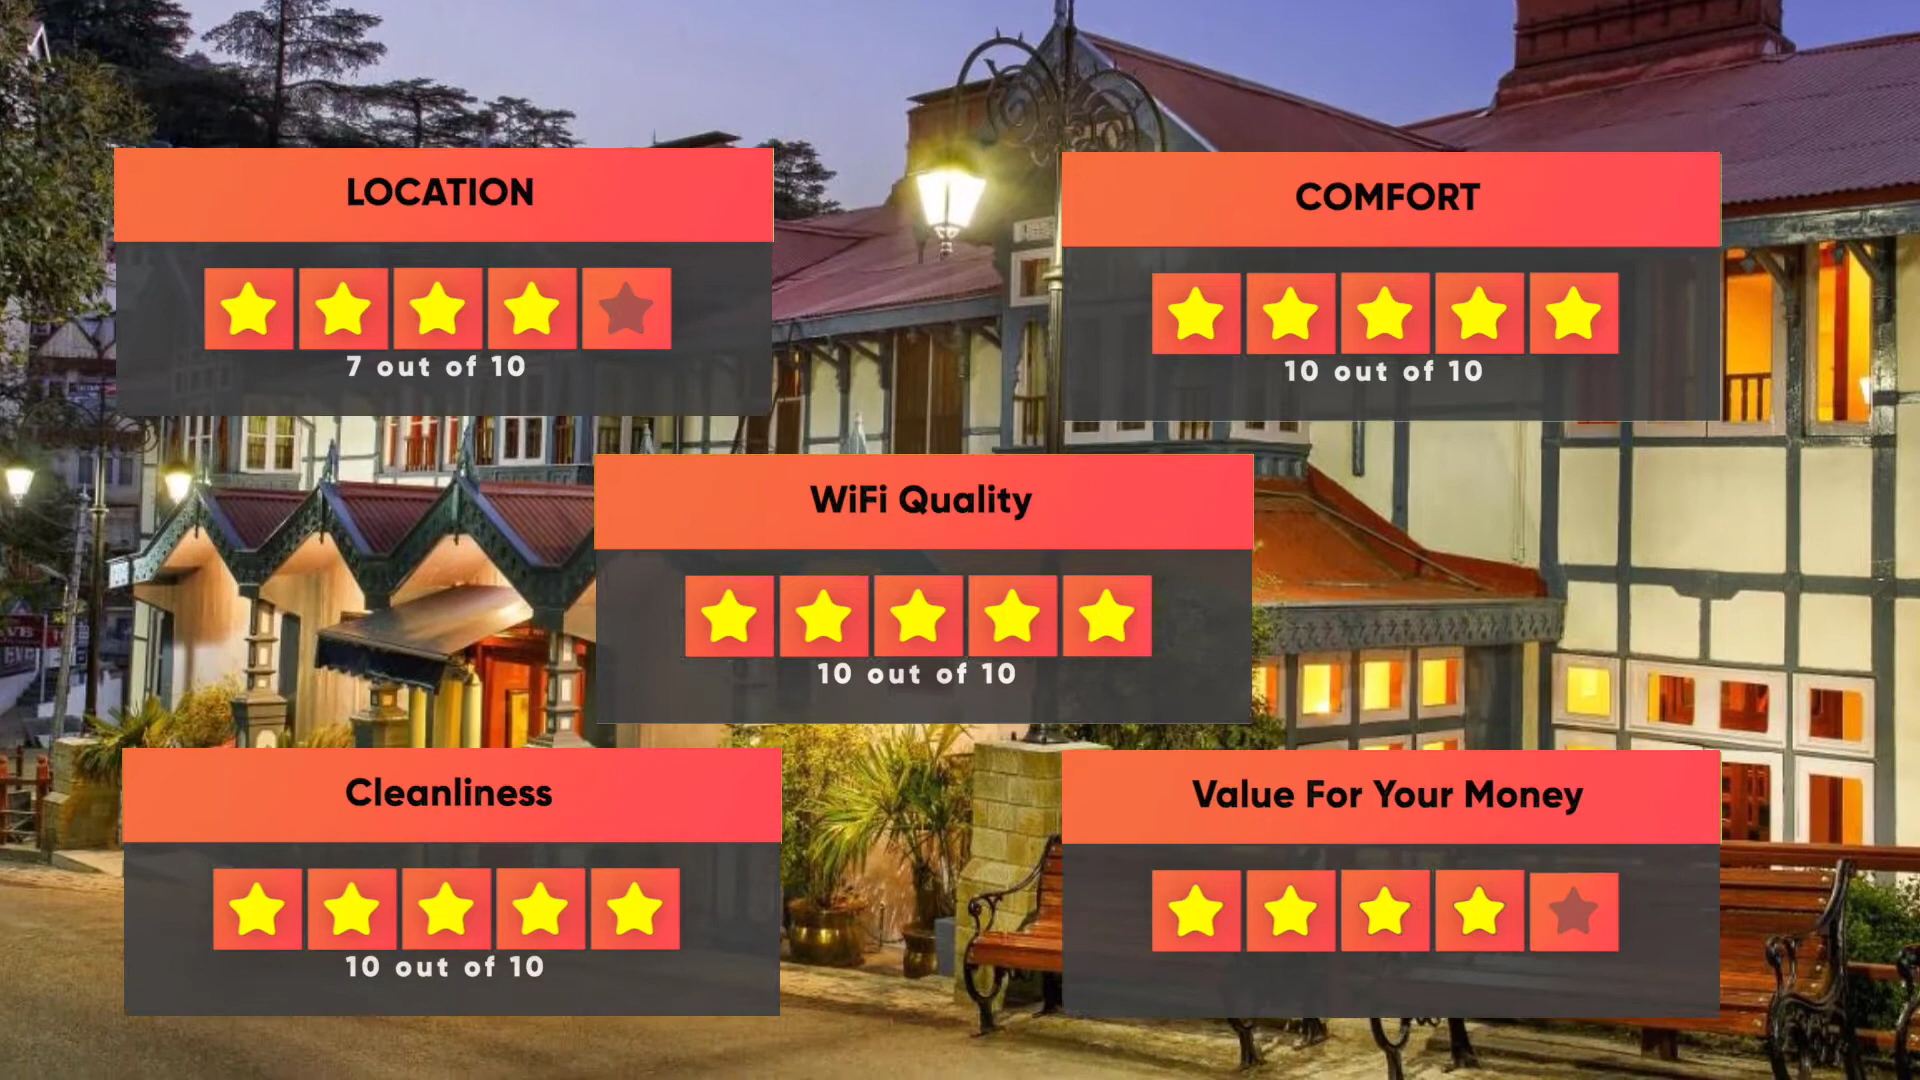 LOCATION
7 out of 10
COMFORT
10 out of 10
WiFi Quality
10 out of 10
Cleanliness
10 out of 10
Value For Your Money